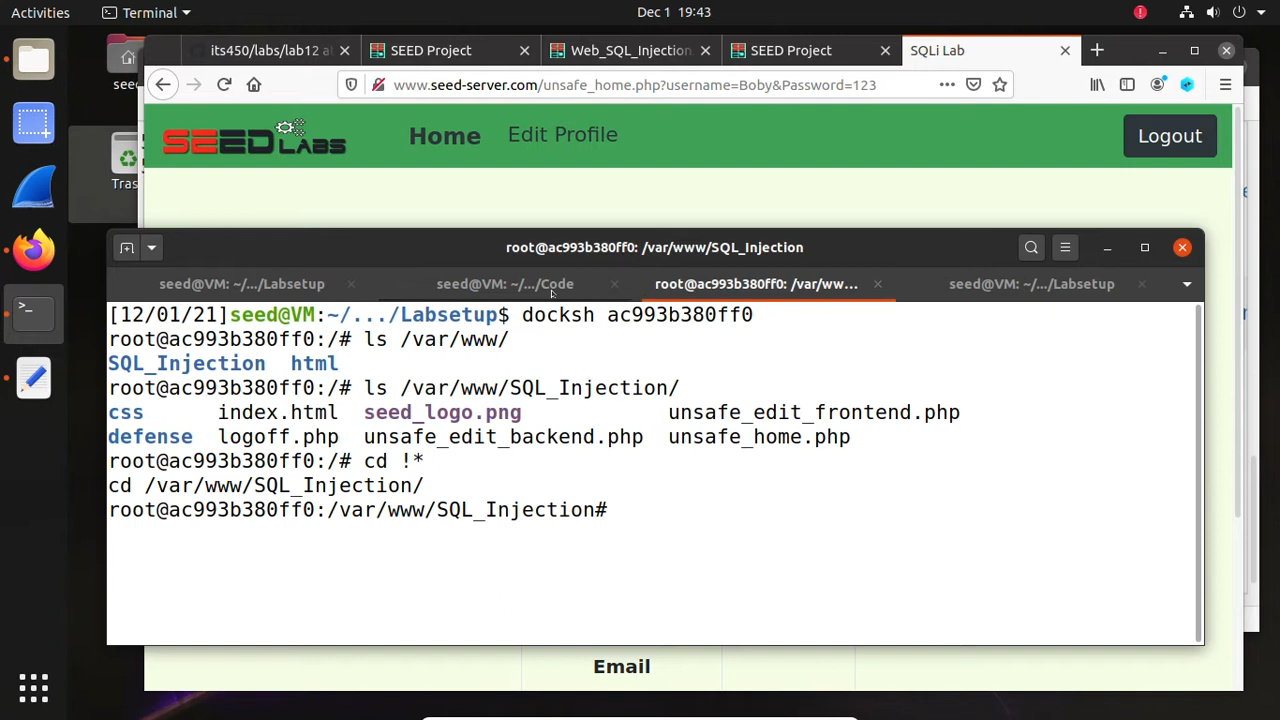 Activities Terminal Dec 1 19:43
its450/labs/lab12 a SEED Project Web_SQL_Injection SEED Project SQLi Lab
www.seed-server.com/unsafe_home.php?username=Boby&Password=123
SEED LABS Home Edit Profile Logout
see
Tras
root@ac993b380ff0: /var/www/SQL_Injection
seed@VM: ~/.../Labsetup seed@VM: ~/.../Code root@ac993b380ff0: /var/ww... seed@VM: ~/.../Labsetup
[12/01/21]seed@VM:~/.../Labsetup$ docksh ac993b380ff0
root@ac993b380ff0:/# ls /var/www/
SQL_Injection html
root@ac993b380ff0:/# ls /var/www/SQL_Injection/
css index.html seed_logo.png unsafe_edit_frontend.php
defense logoff.php unsafe_edit_backend.php unsafe_home.php
root@ac993b380ff0:/# cd !*
cd /var/www/SQL_Injection/
root@ac993b380ff0:/var/www/SQL_Injection#
Email